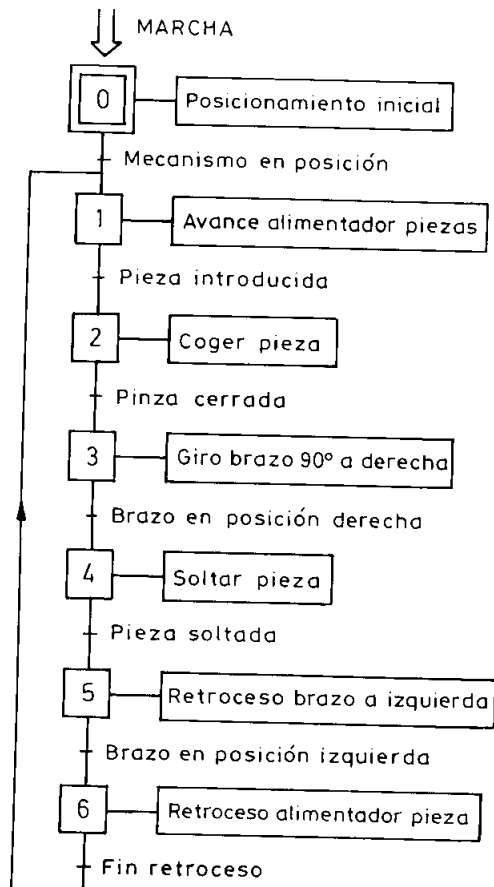 MARCHA
0 Posicionamiento inicial
Mecanismo en posición
1 Avance alimentador piezas
Pieza introducida
2 Coger pieza
Pinza cerrada
3 Giro brazo 90º a derecha
Brazo en posición derecha
4 Soltar pieza
Pieza soltada
5 Retroceso brazo a izquierda
Brazo en posición izquierda
6 Retroceso alimentador pieza
Fin retroceso